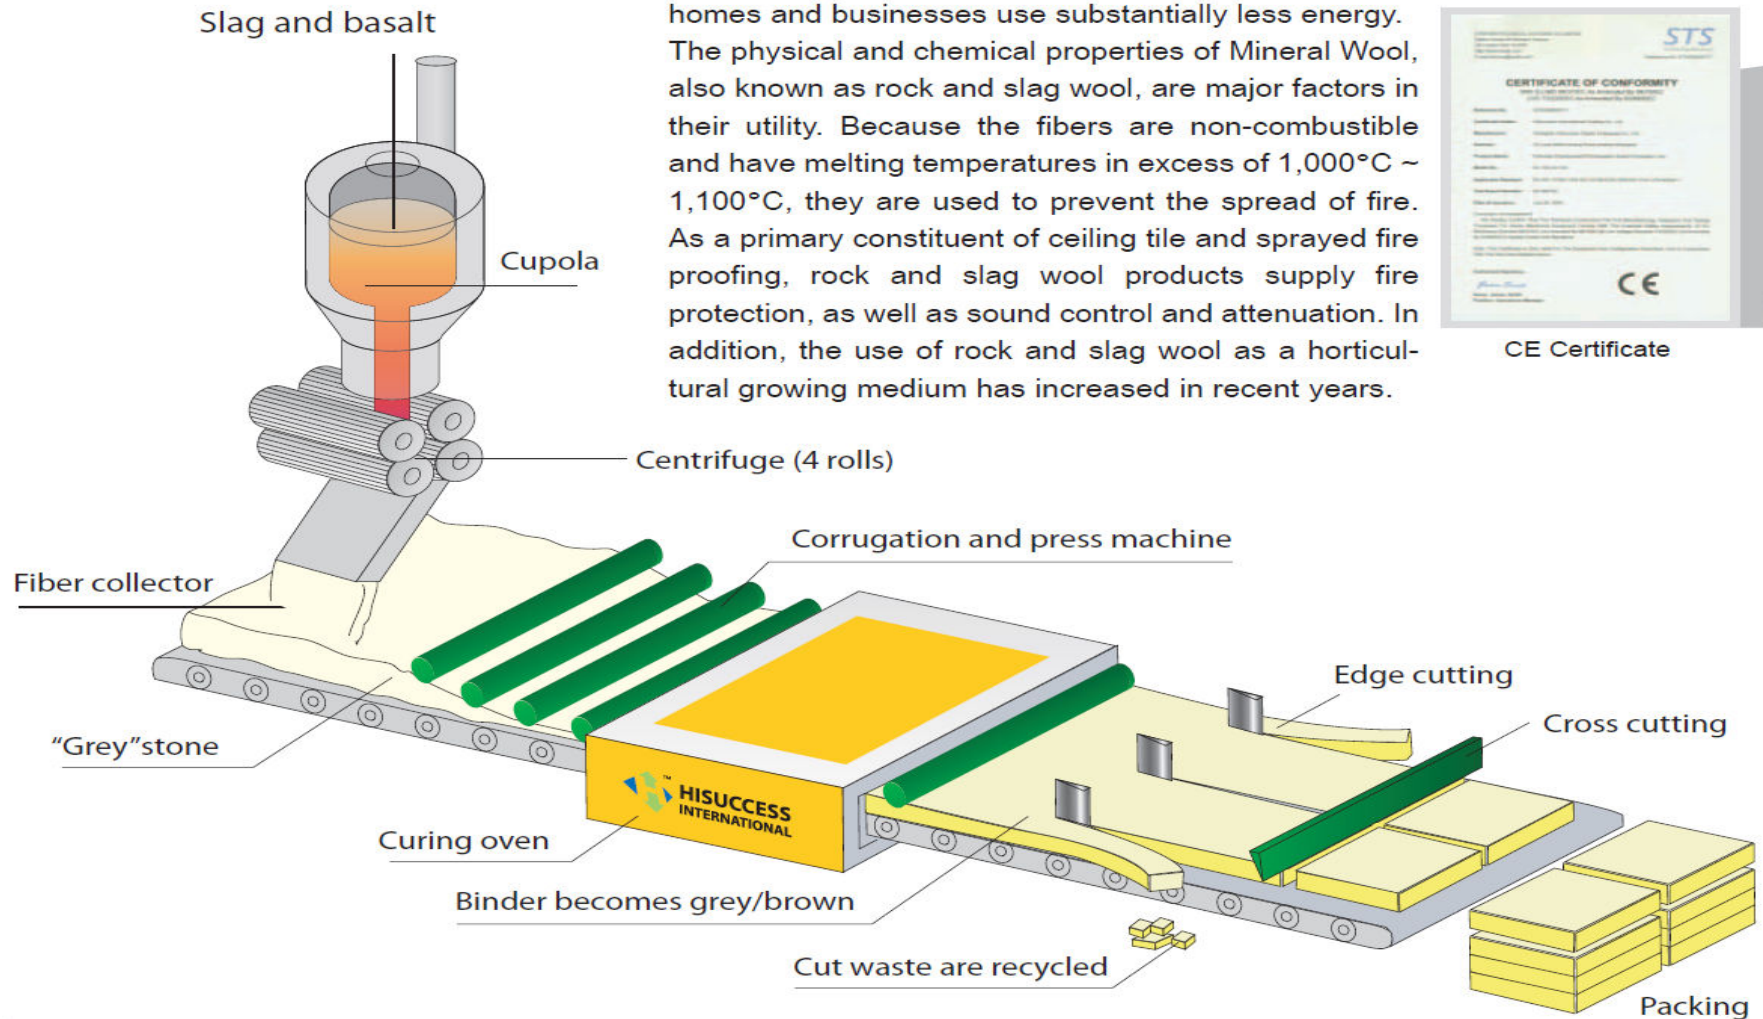 Slag and basalt
homes and businesses use substantially less energy.
The physical and chemical properties of Mineral Wool,
also known as rock and slag wool, are major factors in
their utility. Because the fibers are non-combustible
and have melting temperatures in excess of 1,000°C ~
1,100°C, they are used to prevent the spread of fire.
As a primary constituent of ceiling tile and sprayed fire
proofing, rock and slag wool products supply fire
protection, as well as sound control and attenuation. In
addition, the use of rock and slag wool as a horticul-
tural growing medium has increased in recent years.
STS
CERTIFICATE OF CONFORMITY
CE
CE Certificate
Cupola
Centrifuge (4 rolls)
Corrugation and press machine
Fiber collector
Edge cutting
Cross cutting
“Grey”stone
HISUCCESS™
INTERNATIONAL
Curing oven
Binder becomes grey/brown
Cut waste are recycled
Packing